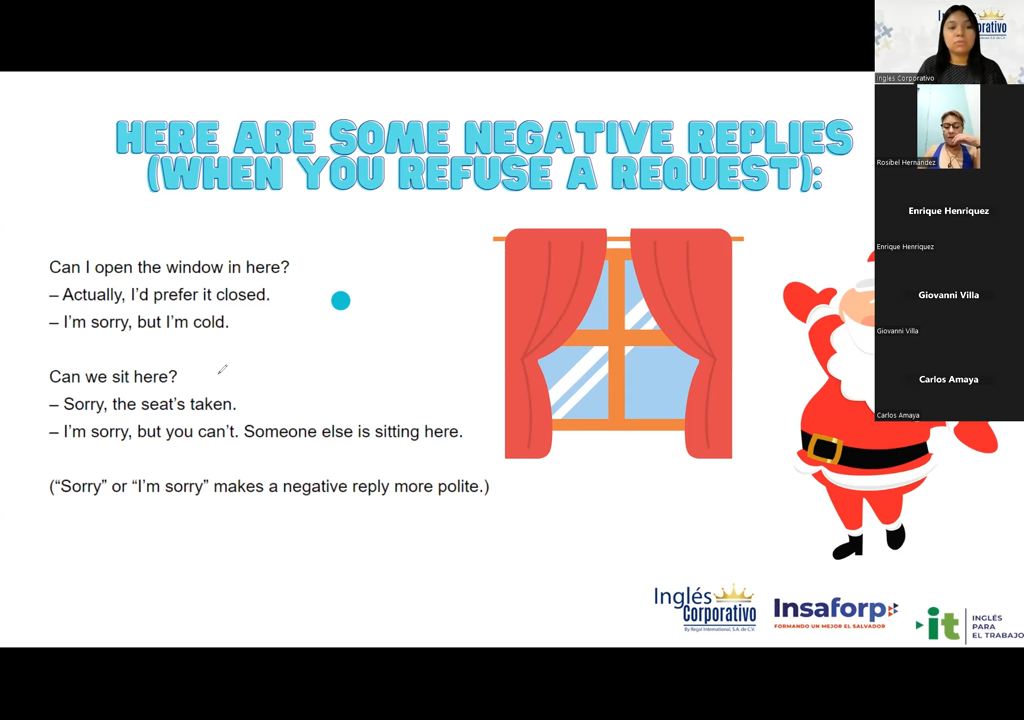 HERE ARE SOME NEGATIVE REPLIES
(WHEN YOU REFUSE A REQUEST):
Can I open the window in here?
– Actually, I’d prefer it closed.
– I’m sorry, but I’m cold.
Can we sit here?
– Sorry, the seat’s taken.
– I’m sorry, but you can’t. Someone else is sitting here.
(“Sorry” or “I’m sorry” makes a negative reply more polite.)
Inglés
Corporativo
By Regal International, S.A. de C.V.
Insaforp
FORMANDO UN MEJOR EL SALVADOR
it
INGLÉS
PARA
EL TRABAJO
Inglés Corporativo
Rosibel Hernández
Enrique Henriquez
Enrique Henriquez
Giovanni Villa
Giovanni Villa
Carlos Amaya
Carlos Amaya